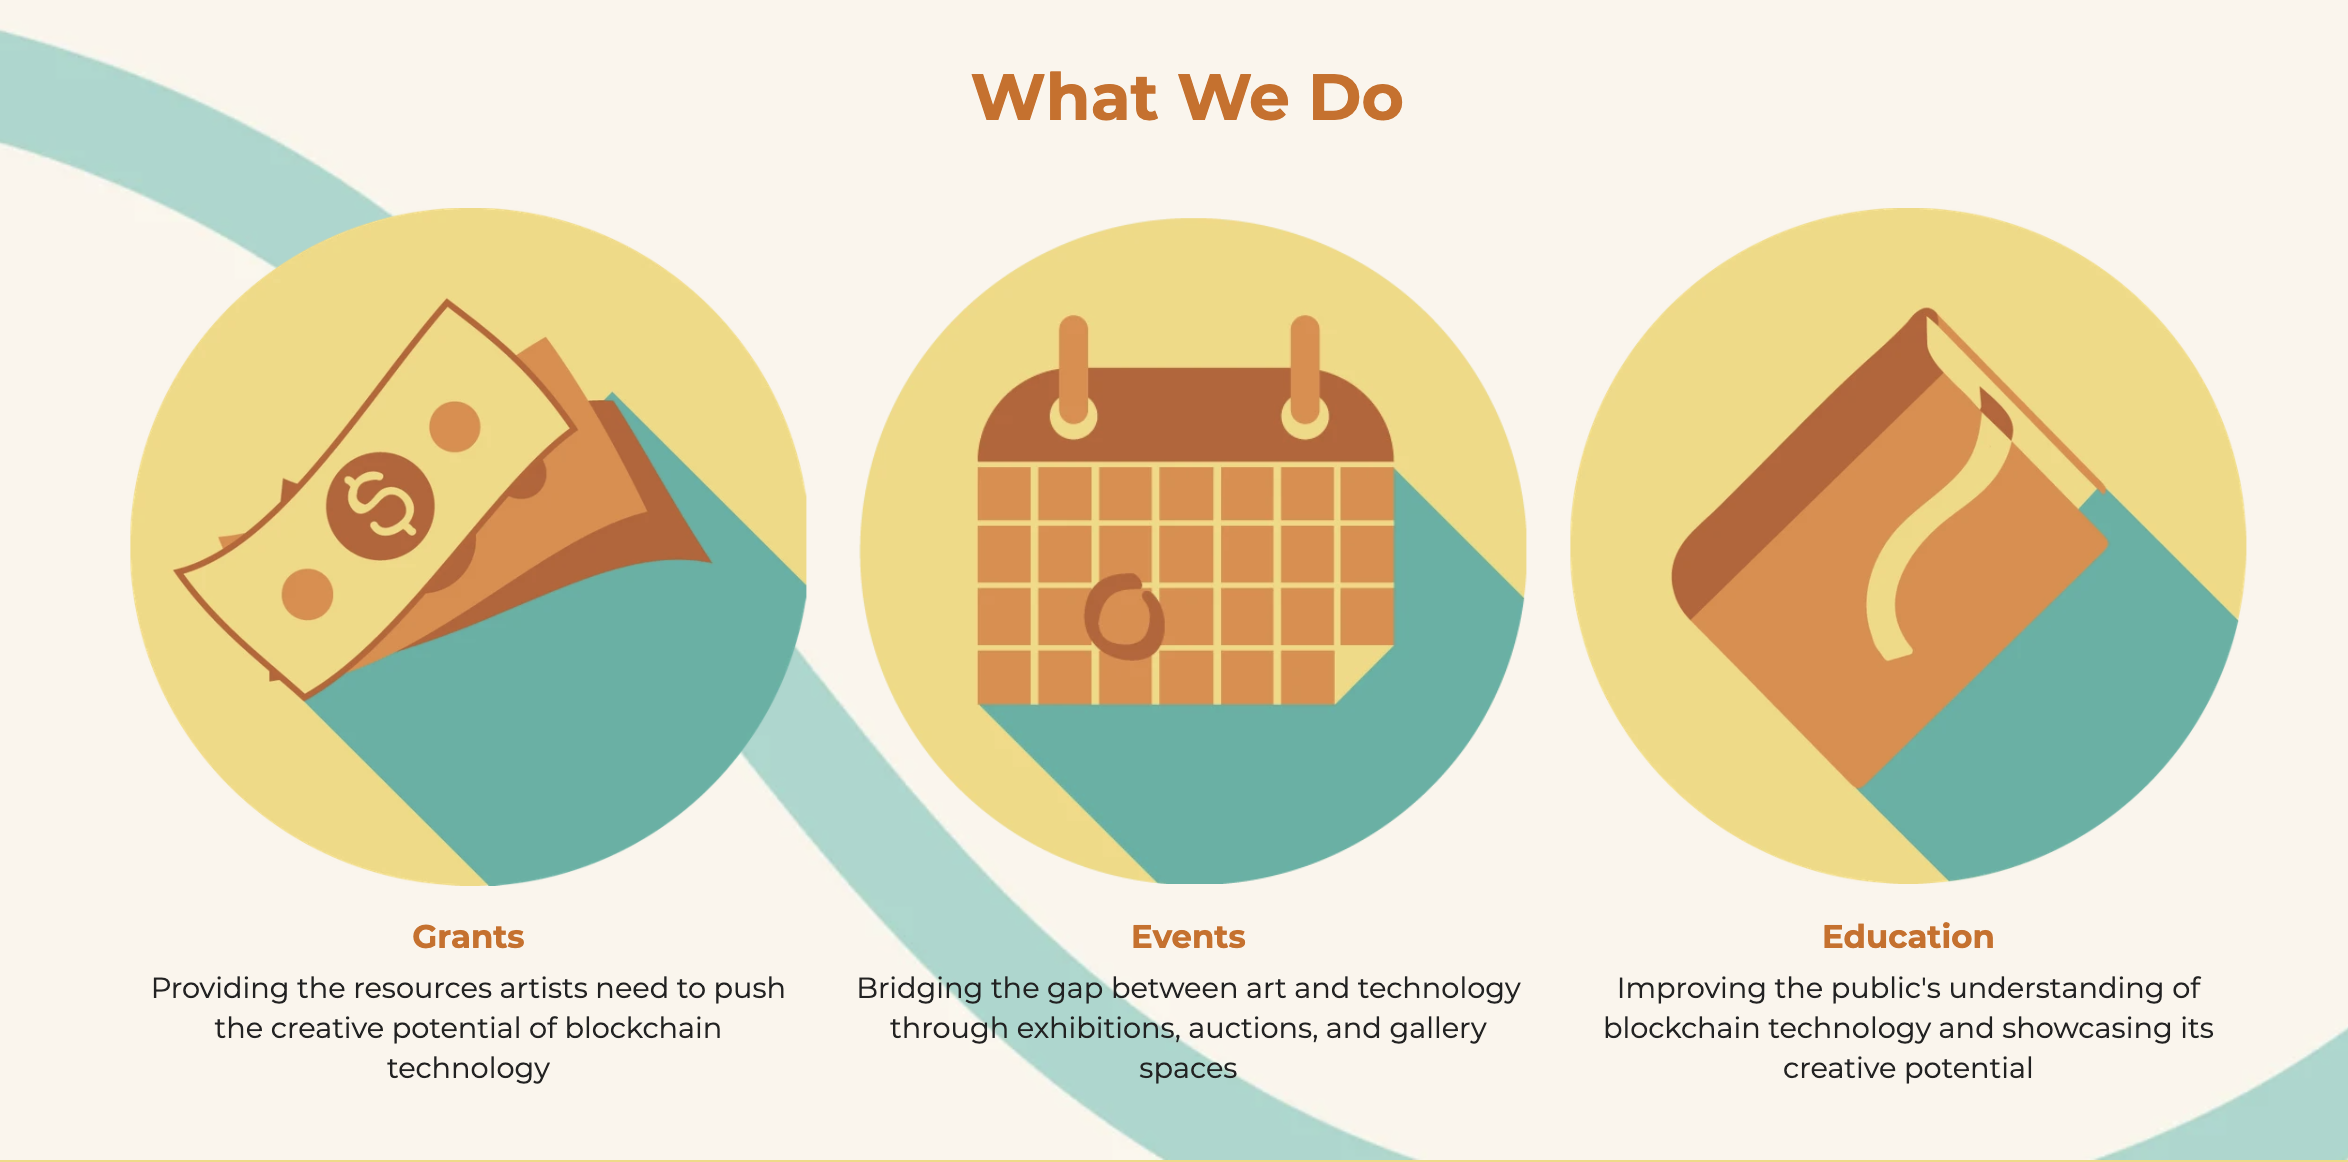 What We Do
$
Grants
Providing the resources artists need to push
the creative potential of blockchain
technology
Events
Bridging the gap between art and technology
through exhibitions, auctions, and gallery
spaces
Education
Improving the public's understanding of
blockchain technology and showcasing its
creative potential